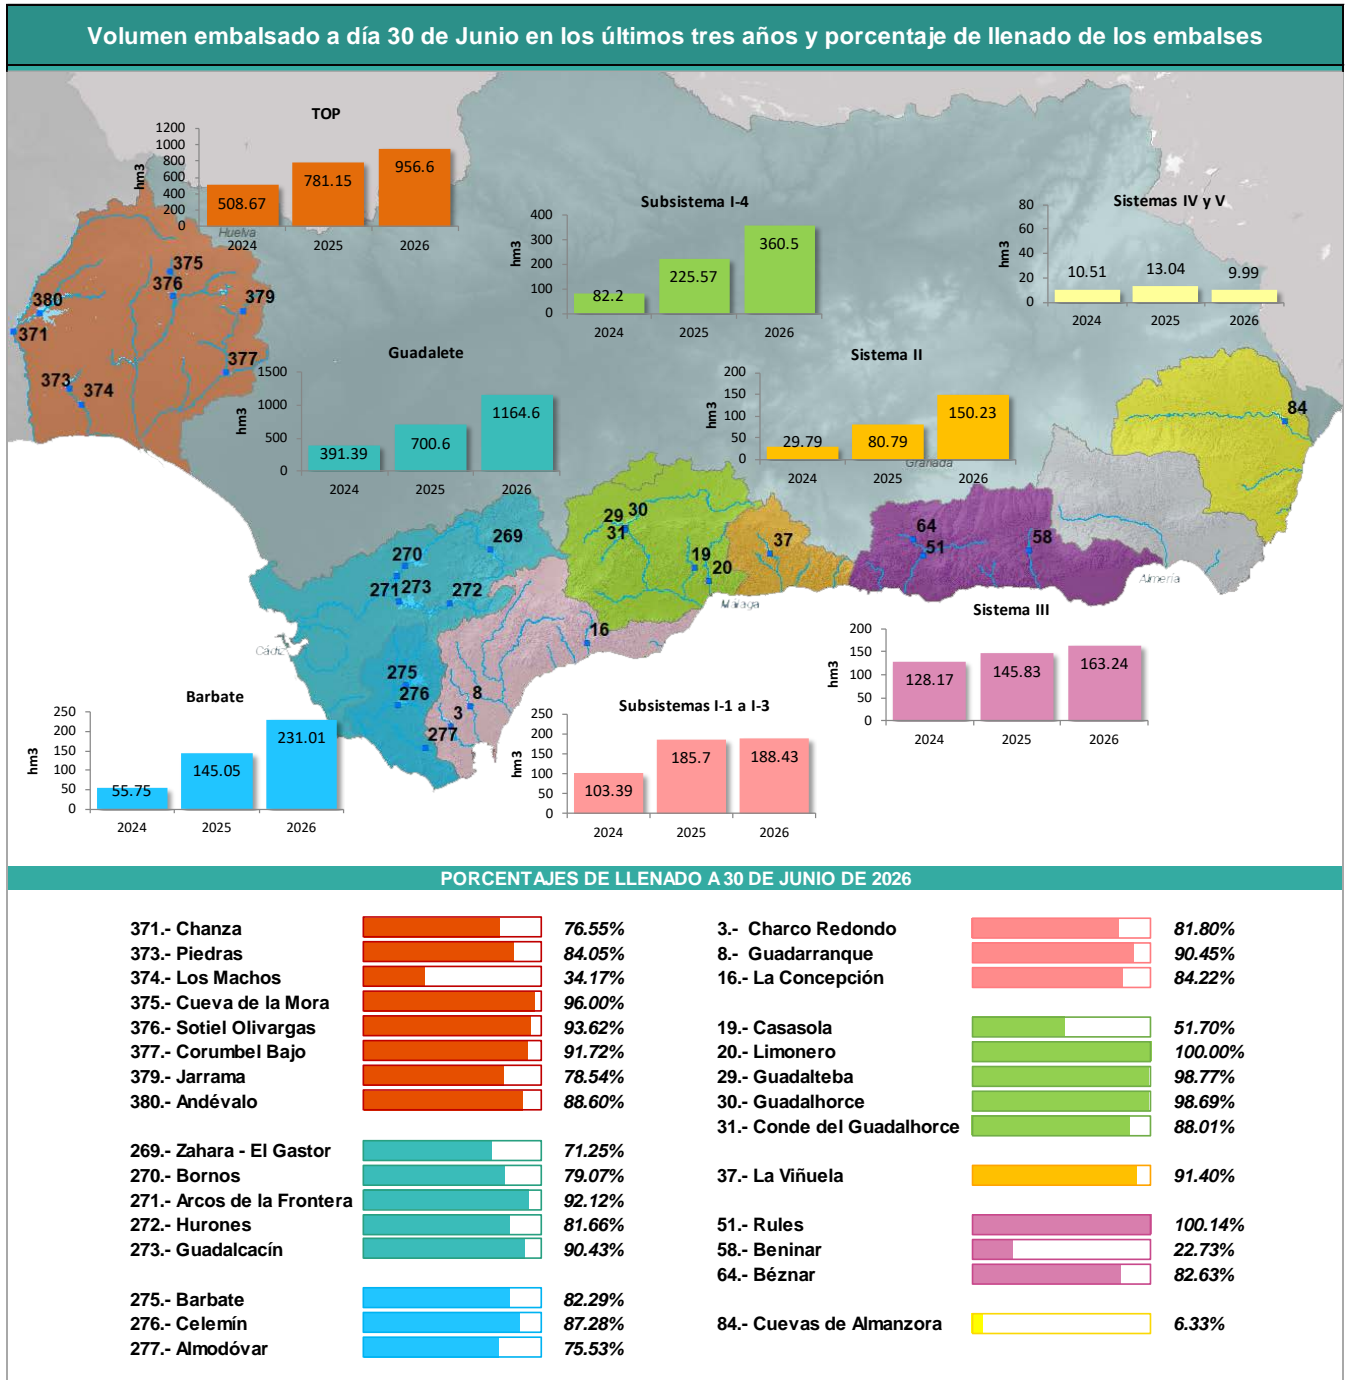 Volumen embalsado a día 30 de Junio en los últimos tres años y porcentaje de llenado de los embalses
TOP
hm3
1200
1000
800
600
400
200
0
508.67
781.15
956.6
2024
2025
2026
Huelva
Subsistema I-4
hm3
400
300
200
100
0
82.2
225.57
360.5
2024
2025
2026
Sistemas IV y V
hm3
80
60
40
20
0
10.51
13.04
9.99
2024
2025
2026
Guadalete
hm3
1500
1000
500
0
391.39
700.6
1164.6
2024
2025
2026
Sistema II
hm3
200
150
100
50
0
29.79
80.79
150.23
2024
2025
2026
Granada
375
376
380
379
371
377
373
374
84
269
270
271
273
272
29
30
31
19
20
37
64
51
58
16
275
276
277
8
3
Cádiz
Málaga
Almería
Sistema III
hm3
200
150
100
50
0
128.17
145.83
163.24
2024
2025
2026
Barbate
hm3
250
200
150
100
50
0
55.75
145.05
231.01
2024
2025
2026
Subsistemas I-1 a I-3
hm3
250
200
150
100
50
0
103.39
185.7
188.43
2024
2025
2026
PORCENTAJES DE LLENADO A 30 DE JUNIO DE 2026
371.- Chanza 76.55%
373.- Piedras 84.05%
374.- Los Machos 34.17%
375.- Cueva de la Mora 96.00%
376.- Sotiel Olivargas 93.62%
377.- Corumbel Bajo 91.72%
379.- Jarrama 78.54%
380.- Andévalo 88.60%
269.- Zahara - El Gastor 71.25%
270.- Bornos 79.07%
271.- Arcos de la Frontera 92.12%
272.- Hurones 81.66%
273.- Guadalcacín 90.43%
275.- Barbate 82.29%
276.- Celemín 87.28%
277.- Almodóvar 75.53%
3.- Charco Redondo 81.80%
8.- Guadarranque 90.45%
16.- La Concepción 84.22%
19.- Casasola 51.70%
20.- Limonero 100.00%
29.- Guadalteba 98.77%
30.- Guadalhorce 98.69%
31.- Conde del Guadalhorce 88.01%
37.- La Viñuela 91.40%
51.- Rules 100.14%
58.- Beninar 22.73%
64.- Béznar 82.63%
84.- Cuevas de Almanzora 6.33%